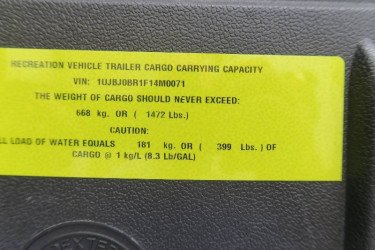 RECREATION VEHICLE TRAILER CARGO CARRYING CAPACITY
VIN: 1UJBJ0BR1F14M0071
THE WEIGHT OF CARGO SHOULD NEVER EXCEED:
668 kg. OR ( 1472 Lbs.)
CAUTION:
LL LOAD OF WATER EQUALS 181 kg. OR ( 399 Lbs. ) OF
CARGO @ 1 kg/L (8.3 Lb/GAL)